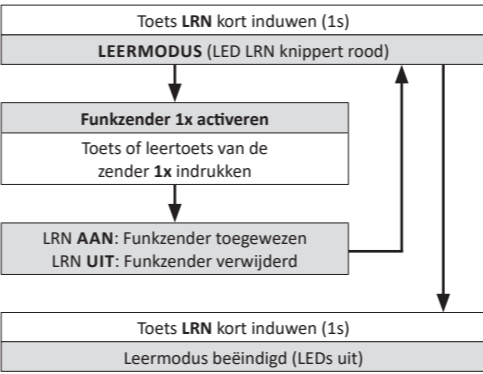 Toets LRN kort induwen (1s)
LEERMODUS (LED LRN knippert rood)
Funkzender 1x activeren
Toets of leertoets van de
zender 1x indrukken
LRN AAN: Funkzender toegewezen
LRN UIT: Funkzender verwijderd
Toets LRN kort induwen (1s)
Leermodus beëindigd (LEDs uit)